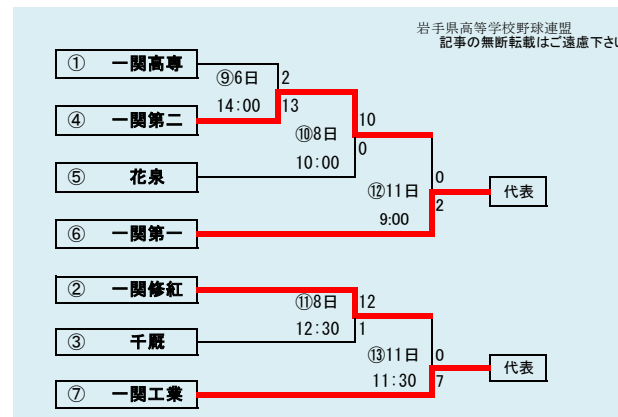 岩手県高等学校野球連盟
記事の無断転載はご遠慮下さい
① 一関高専
⑨6日 2
14:00 13
④ 一関第二
10
⑩8日 0
10:00
⑤ 花泉
⑫11日 0
代表
9:00 2
⑥ 一関第一
② 一関修紅
⑪8日 12
12:30 1
③ 千厩
⑬11日 0
代表
11:30 7
⑦ 一関工業